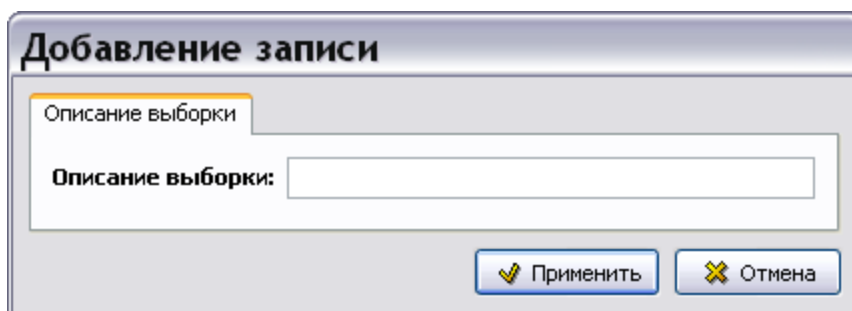 Добавление записи
Описание выборки
Описание выборки:
Применить Отмена